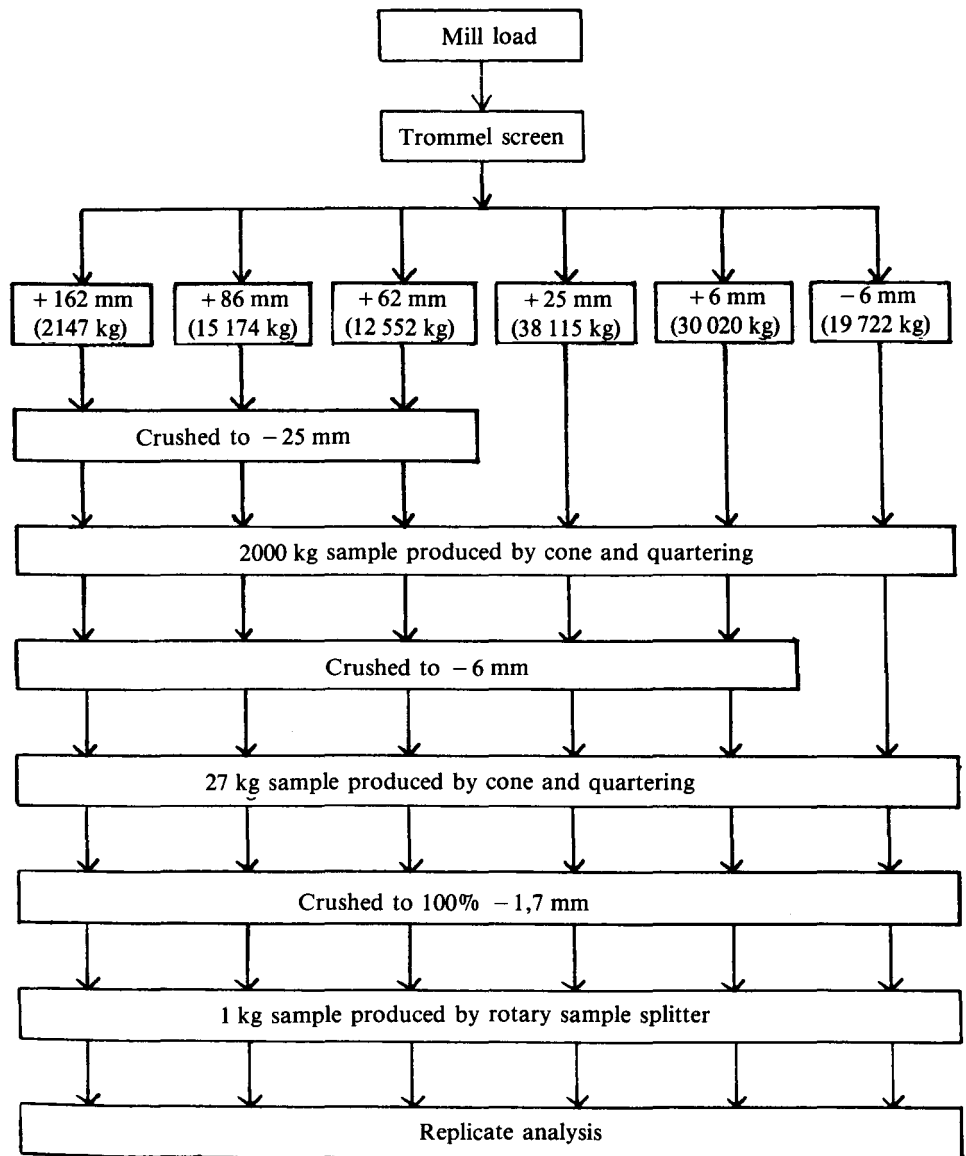 Mill load
Trommel screen
+ 162 mm
(2147 kg)
+ 86 mm
(15 174 kg)
+ 62 mm
(12 552 kg)
+ 25 mm
(38 115 kg)
+ 6 mm
(30 020 kg)
− 6 mm
(19 722 kg)
Crushed to − 25 mm
2000 kg sample produced by cone and quartering
Crushed to − 6 mm
27 kg sample produced by cone and quartering
Crushed to 100% − 1,7 mm
1 kg sample produced by rotary sample splitter
Replicate analysis